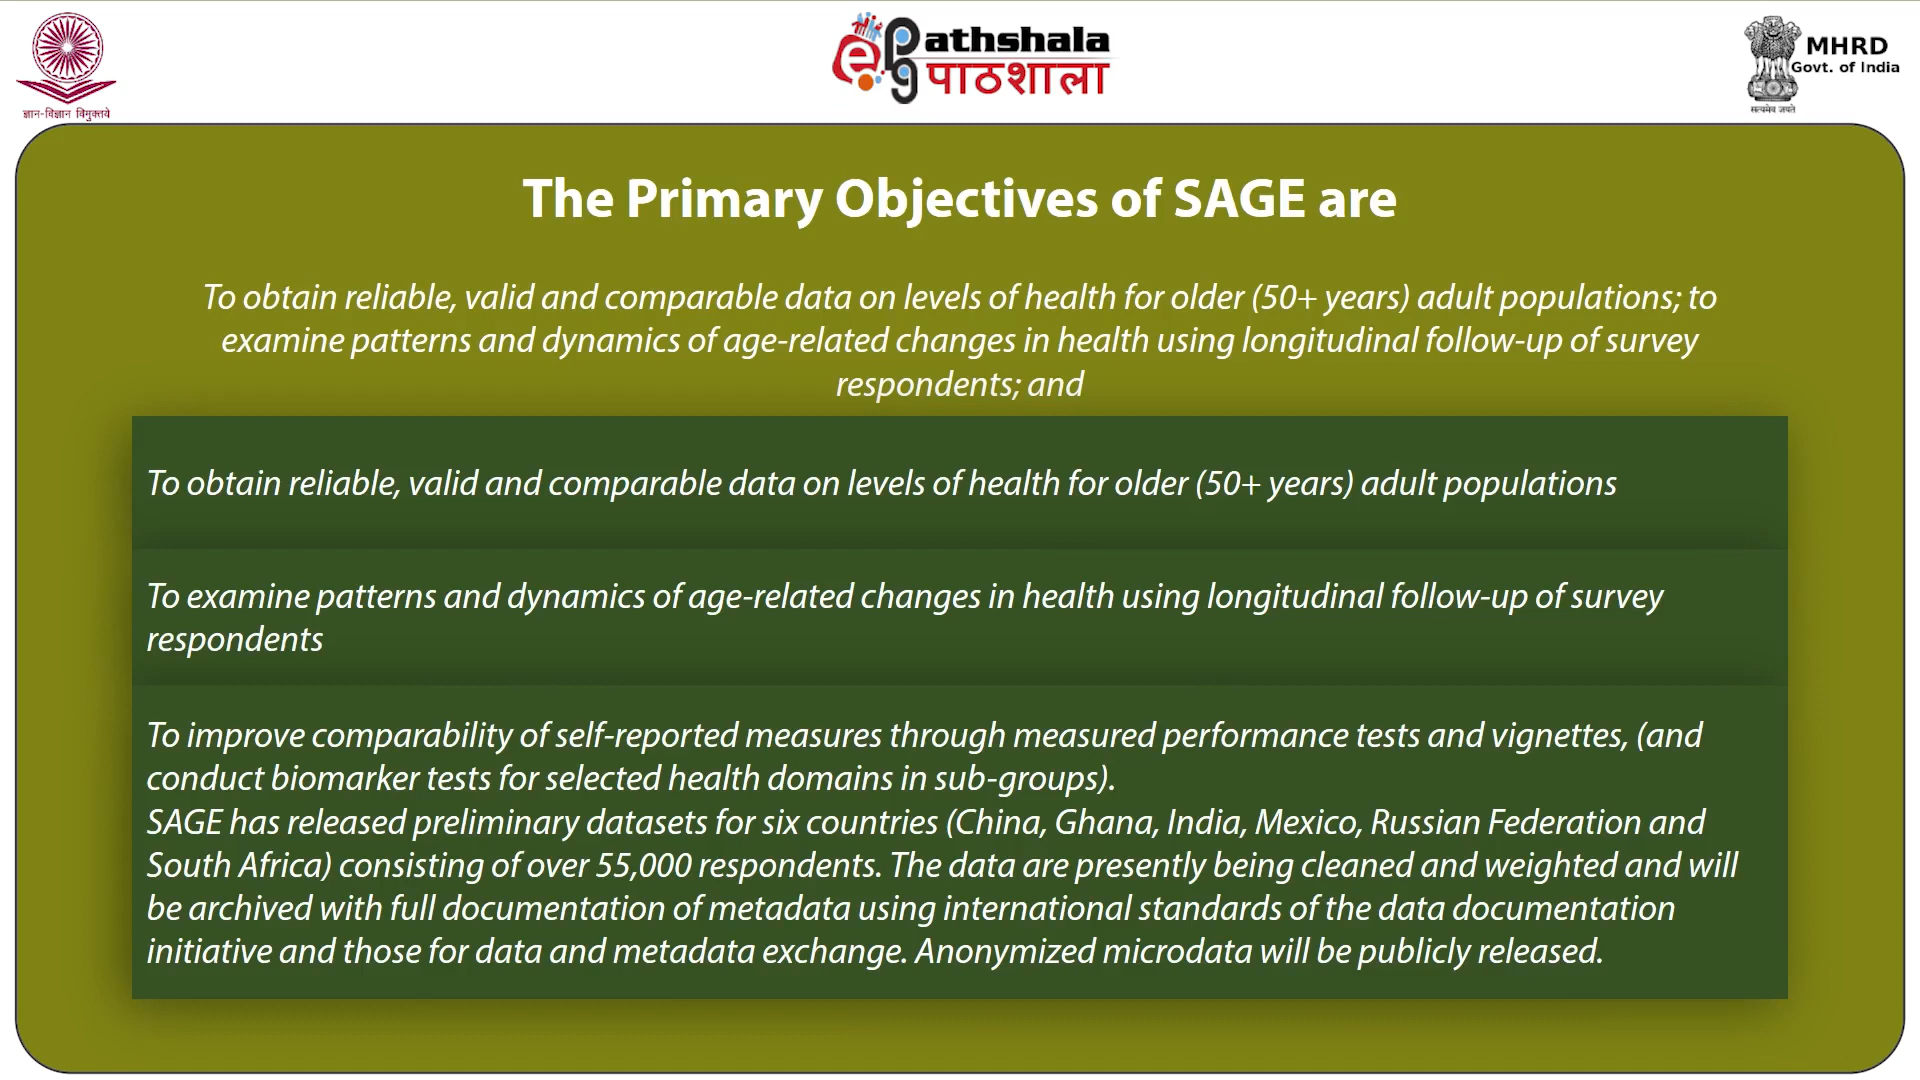 ज्ञान-विज्ञान विमुक्तये
ePG Pathshala
पाठशाला
MHRD
Govt. of India
सत्यमेव जयते
The Primary Objectives of SAGE are
To obtain reliable, valid and comparable data on levels of health for older (50+ years) adult populations; to
examine patterns and dynamics of age-related changes in health using longitudinal follow-up of survey
respondents; and
To obtain reliable, valid and comparable data on levels of health for older (50+ years) adult populations
To examine patterns and dynamics of age-related changes in health using longitudinal follow-up of survey
respondents
To improve comparability of self-reported measures through measured performance tests and vignettes, (and
conduct biomarker tests for selected health domains in sub-groups).
SAGE has released preliminary datasets for six countries (China, Ghana, India, Mexico, Russian Federation and
South Africa) consisting of over 55,000 respondents. The data are presently being cleaned and weighted and will
be archived with full documentation of metadata using international standards of the data documentation
initiative and those for data and metadata exchange. Anonymized microdata will be publicly released.